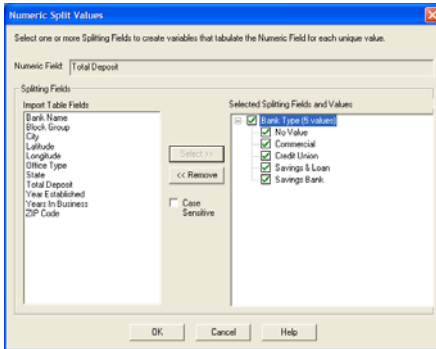 Numeric Split Values
Select one or more Splitting Fields to create variables that tabulate the Numeric Field for each unique value.
Numeric Field: Total Deposit
Splitting Fields
Import Table Fields
Bank Name
Block Group
City
Latitude
Longitude
Office Type
State
Total Deposit
Year Established
Years In Business
ZIP Code
Select >>
<< Remove
Case
Sensitive
Selected Splitting Fields and Values
Bank Type (5 values)
No Value
Commercial
Credit Union
Savings & Loan
Savings Bank
OK
Cancel
Help